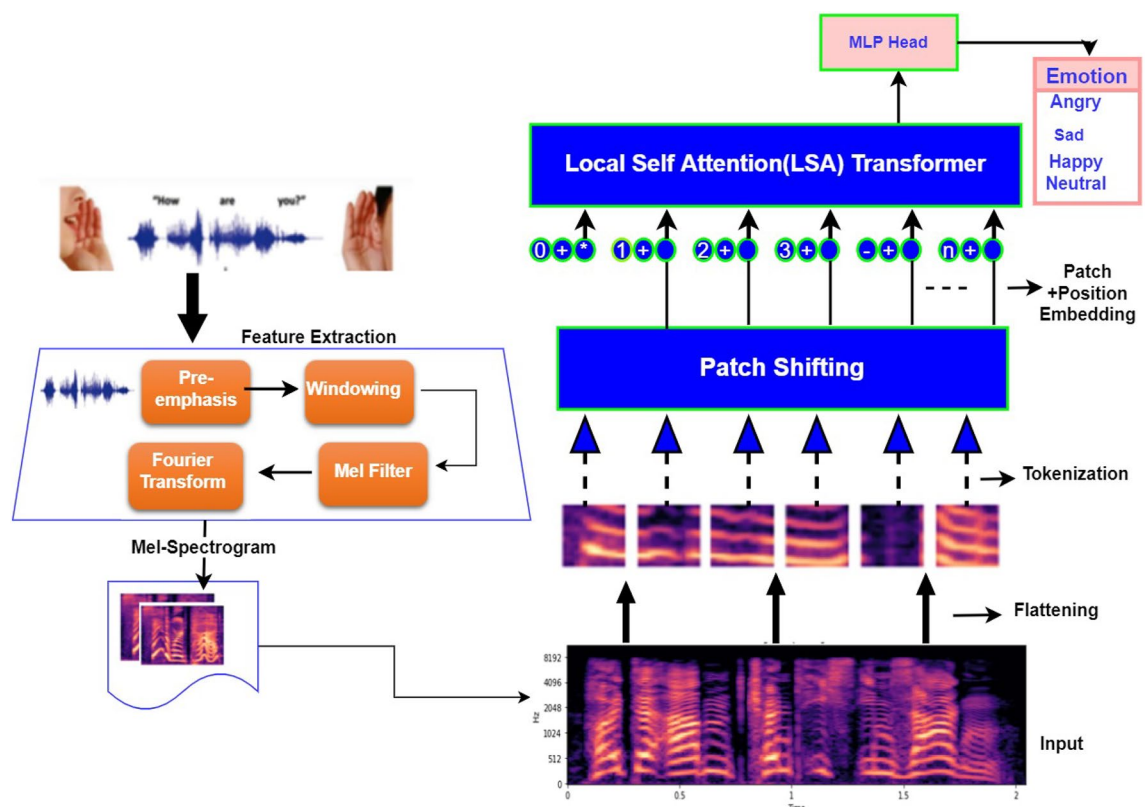 MLP Head
Emotion
Angry
Sad
Happy
Neutral
Local Self Attention(LSA) Transformer
0 + *
1 +
2 +
3 +
- +
n +
Patch
+Position
Embedding
Patch Shifting
Tokenization
Flattening
Input
"How are you?"
Feature Extraction
Pre-
emphasis
Windowing
Fourier
Transform
Mel Filter
Mel-Spectrogram
8192
4096
2048
1024
512
0
Hz
0
0.5
1
1.5
2
Time